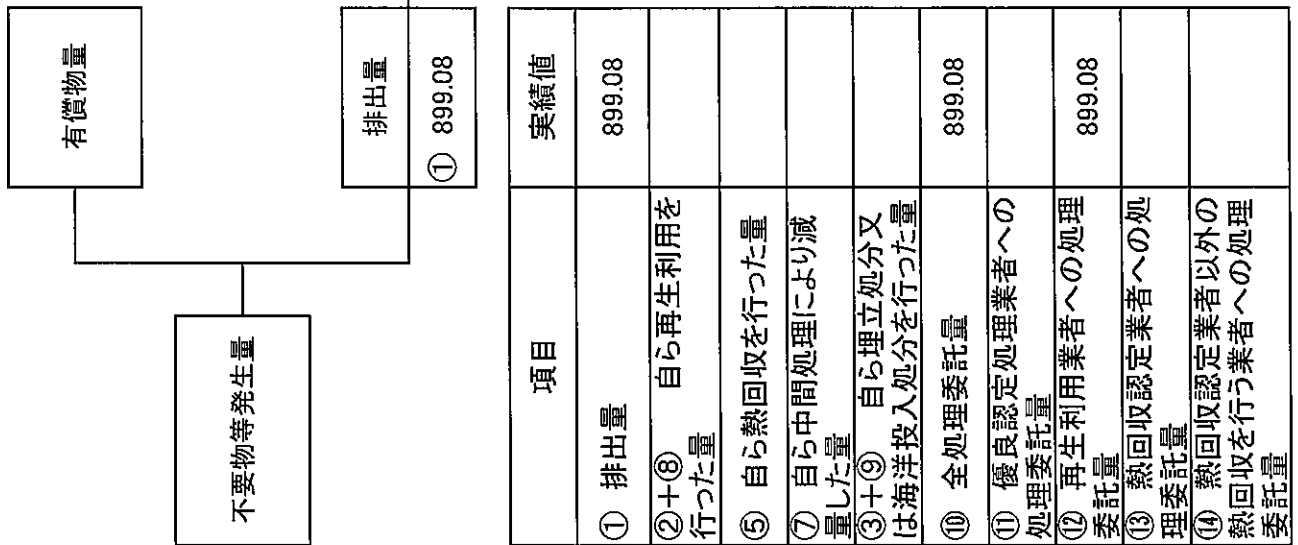 有償物量
不要物等発生量
排出量
① 899.08
項目 実績値
① 排出量 899.08
②+⑧ 自ら再生利用を
行った量
⑤ 自ら熱回収を行った量
⑦ 自ら中間処理により減
量した量
③+⑨ 自ら埋立処分又
は海洋投入処分を行った量
⑩ 全処理委託量 899.08
⑪ 優良認定処理業者への
処理委託量
⑫ 再生利用業者への処理
委託量 899.08
⑬ 熱回収認定業者への処
理委託量
⑭ 熱回収認定業者以外の
熱回収を行う業者への処理
委託量